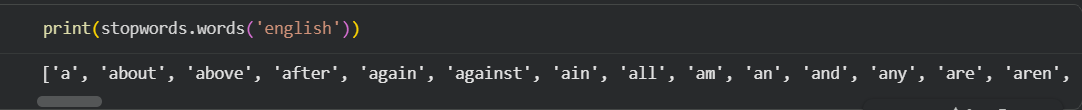 print(stopwords.words('english'))
['a', 'about', 'above', 'after', 'again', 'against', 'ain', 'all', 'am', 'an', 'and', 'any', 'are', 'aren',